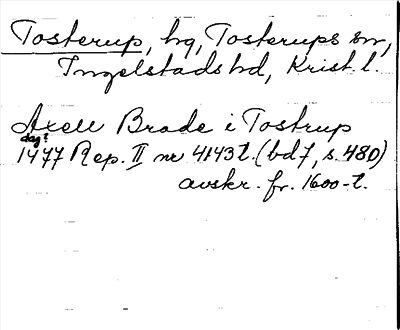 Tosterup, hg, Tosterups sn,
Ingelstads hd, Krist. l.
Axell Brade i Tostrup
dag?
1477 Rep. II nr 4143 t. (bd 7, s. 480)
avskr. fr. 1600-t.